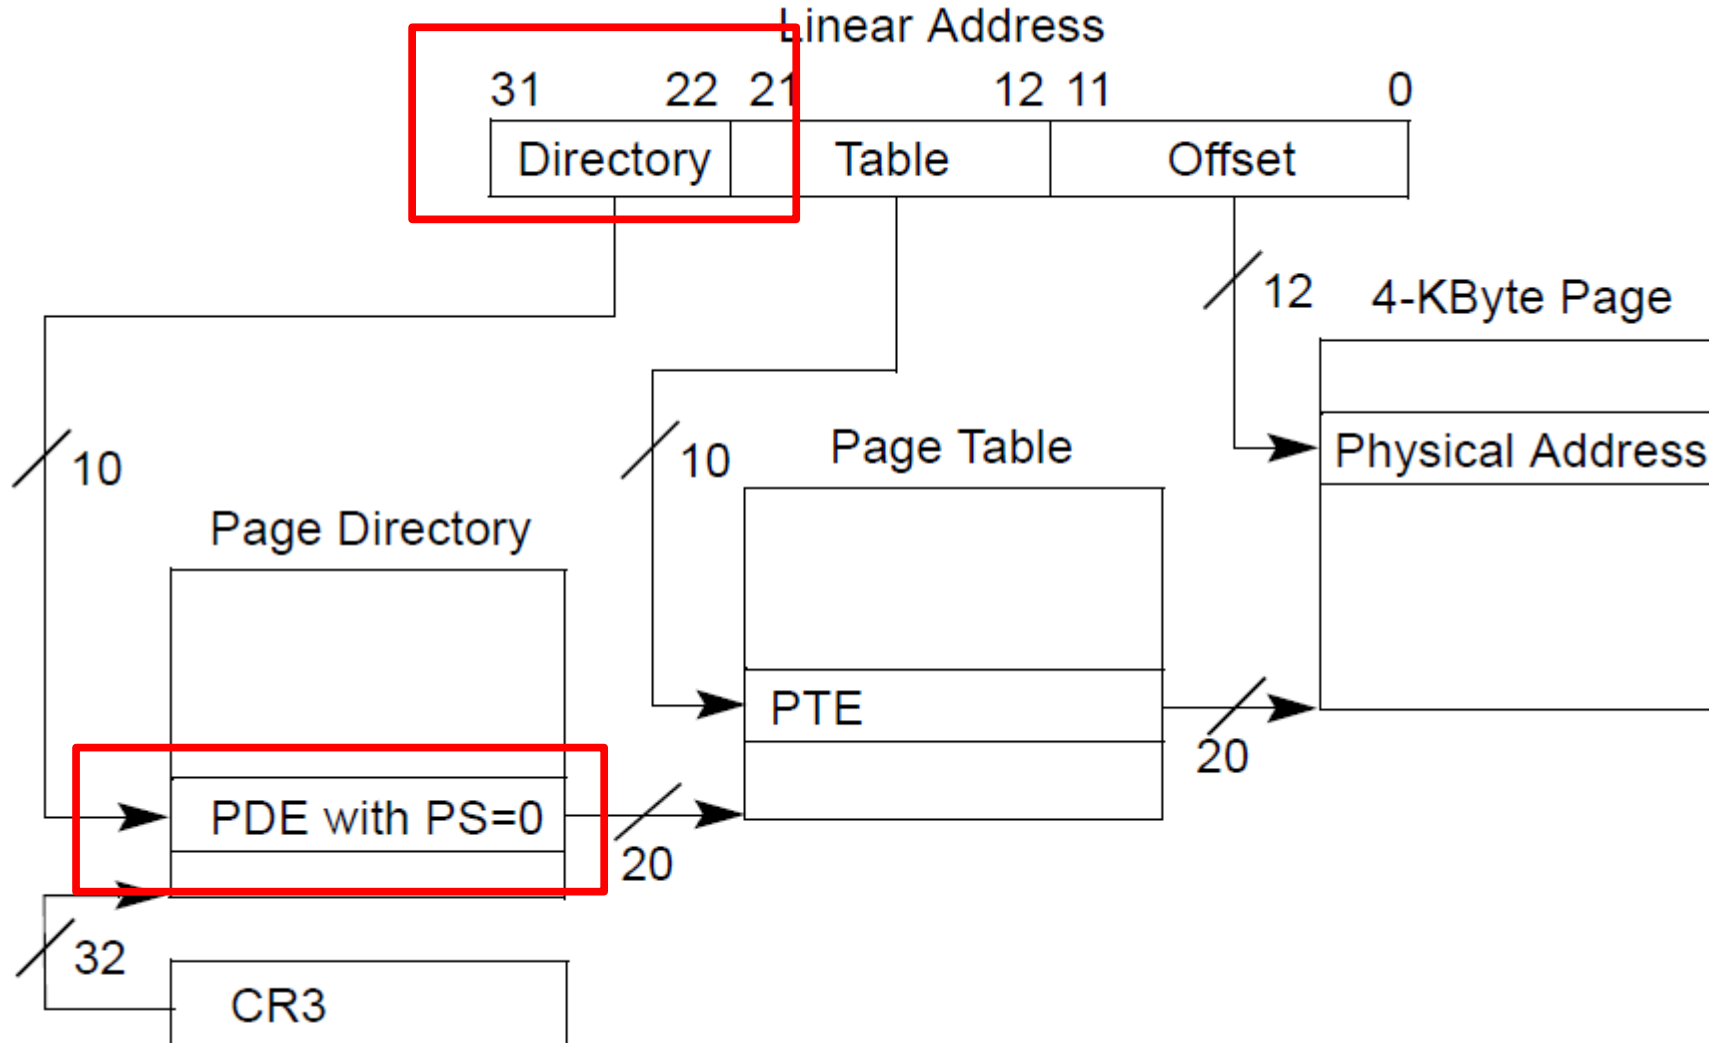 Linear Address
31 22 21 12 11 0
Directory Table Offset
12
4-KByte Page
10
10
Page Table
Physical Address
Page Directory
PTE
20
PDE with PS=0
20
32
CR3